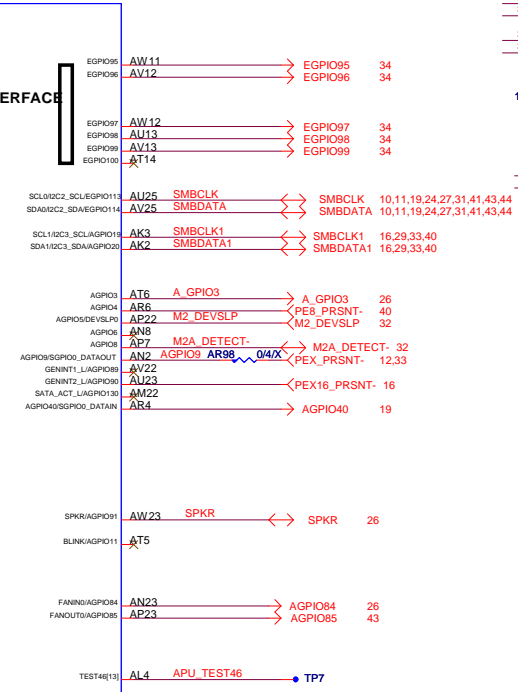 EGPIO95 AW11 EGPIO95 34
EGPIO96 AV12 EGPIO96 34
ERFACE
EGPIO97 AW12 EGPIO97 34
EGPIO98 AU13 EGPIO98 34
EGPIO99 AV13 EGPIO99 34
EGPIO100 AT14
SCL0/I2C2_SCL/EGPIO113 AU25 SMBCLK SMBCLK 10,11,19,24,27,31,41,43,44
SDA0/I2C2_SDA/EGPIO114 AV25 SMBDATA SMBDATA 10,11,19,24,27,31,41,43,44
SCL1/I2C3_SCL/AGPIO19 AK3 SMBCLK1 SMBCLK1 16,29,33,40
SDA1/I2C3_SDA/AGPIO20 AK2 SMBDATA1 SMBDATA1 16,29,33,40
AGPIO3 AT6 A_GPIO3 A_GPIO3 26
AGPIO4 AR6 PE8_PRSNT- 40
AGPIO5/DEVSLP0 AP22 M2_DEVSLP M2_DEVSLP 32
AGPIO6 AN8
AGPIO8 AP7 M2A_DETECT- M2A_DETECT- 32
AGPIO9/SGPIO0_DATAOUT AN2 AGPIO9 AR98 0/4/X PEX_PRSNT- 12,33
GENINT1_L/AGPIO89 AV22
GENINT2_L/AGPIO90 AU23 PEX16_PRSNT- 16
SATA_ACT_L/AGPIO130 AM22
AGPIO40/SGPIO0_DATAIN AR4 AGPIO40 19
SPKR/AGPIO91 AW23 SPKR SPKR 26
BLINK/AGPIO11 AT5
FANIN0/AGPIO84 AN23 AGPIO84 26
FANOUT0/AGPIO85 AP23 AGPIO85 43
TEST46[13] AL4 APU_TEST46 TP7